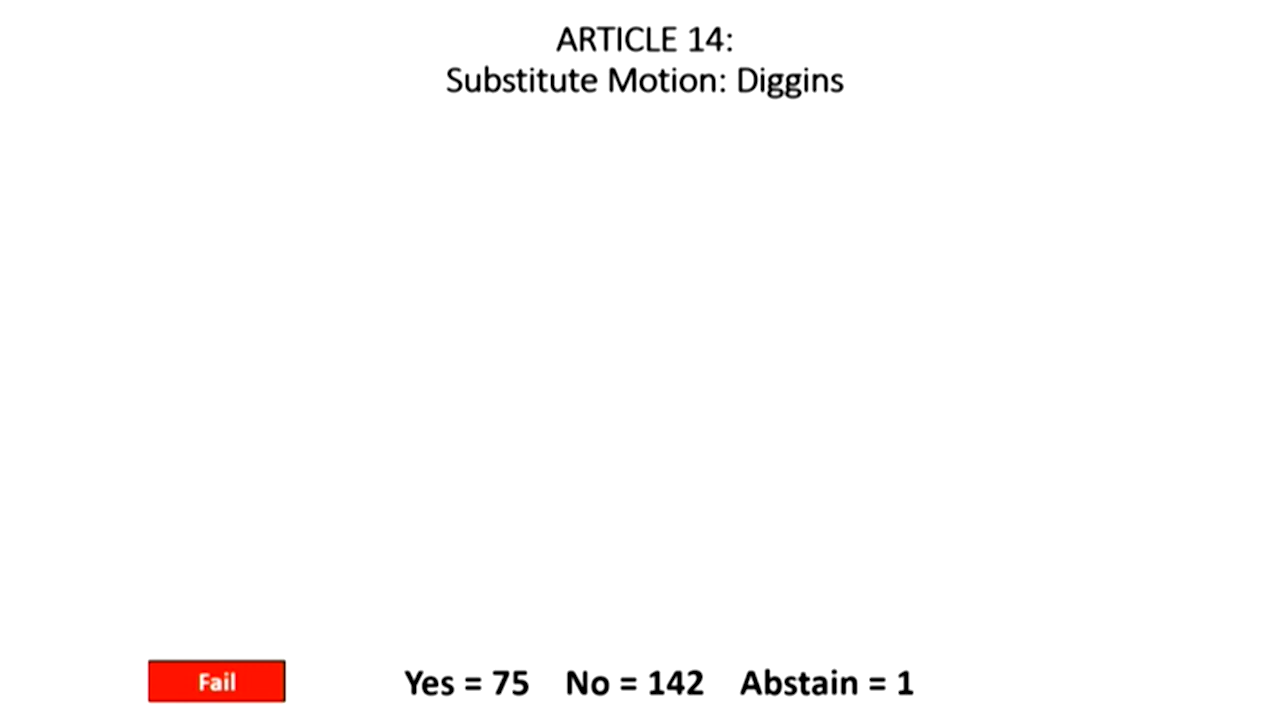 ARTICLE 14:
Substitute Motion: Diggins
Fail Yes = 75 No = 142 Abstain = 1